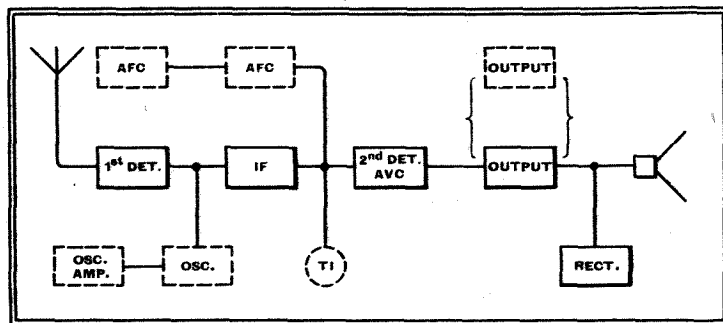 AFC
AFC
OUTPUT
1st DET.
IF
2nd DET.
AVC
OUTPUT
OSC.
AMP.
OSC.
TI
RECT.